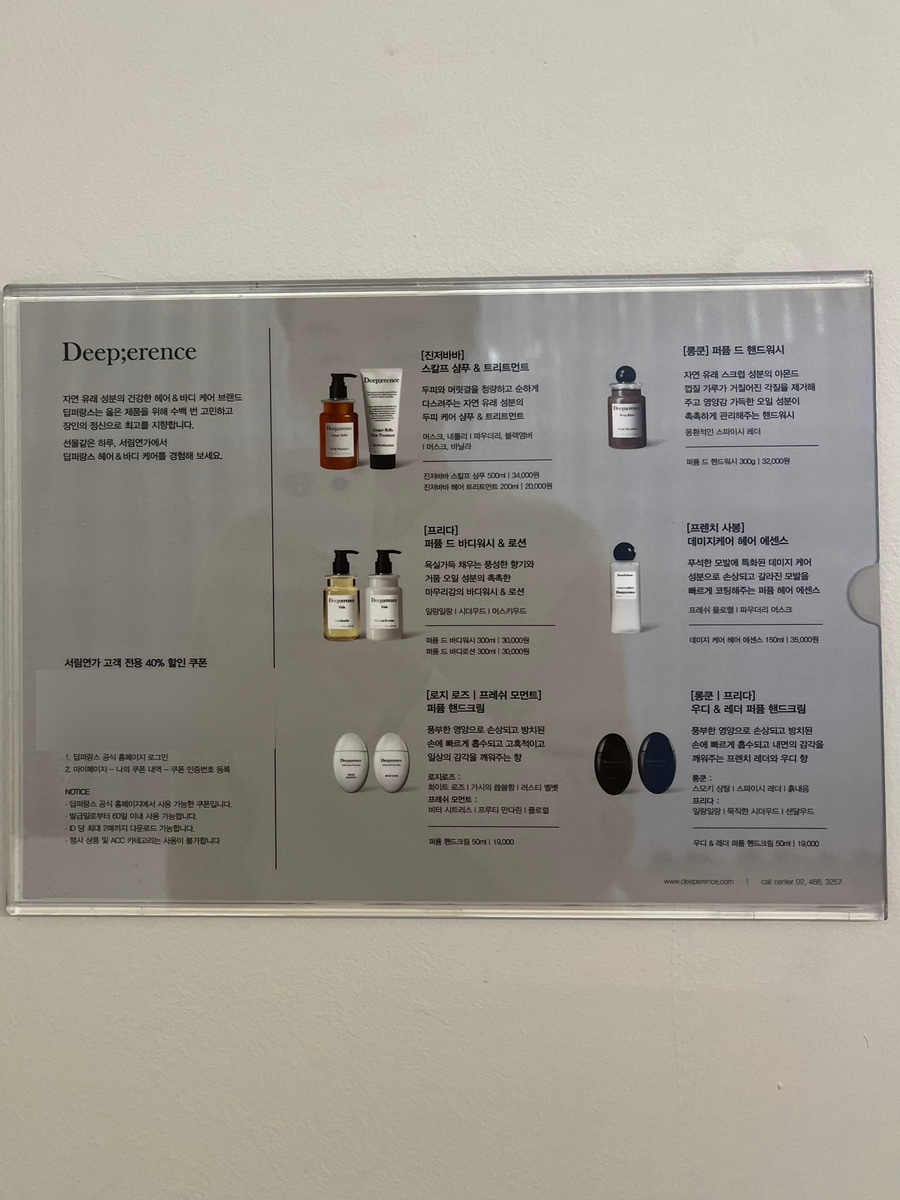 Deep;erence
자연 유래 성분의 건강한 헤어&바디 케어 브랜드
딥퍼랑스는 옳은 제품을 위해 수백 번 고민하고
장인의 정신으로 최고를 지향합니다.
선물같은 하루, 서림연가에서
딥퍼랑스 헤어&바디 케어를 경험해 보세요.
서림연가 고객 전용 40% 할인 쿠폰
1. 딥퍼랑스 공식 홈페이지 로그인
2. 마이페이지 – 나의 쿠폰 내역 – 쿠폰 인증번호 등록
NOTICE
· 딥퍼랑스 공식 홈페이지에서 사용 가능한 쿠폰입니다.
· 발급일로부터 60일 이내 사용 가능합니다.
· ID 당 최대 2매까지 다운로드 가능합니다.
· 행사 상품 및 ACC 카테고리는 사용이 불가합니다
[진저바바]
스칼프 샴푸 & 트리트먼트
두피와 머릿결을 청량하고 순하게
다스려주는 자연 유래 성분의
두피 케어 샴푸 & 트리트먼트
머스크, 네롤리 | 파우더리, 블랙앰버
| 머스크, 바닐라
진저바바 스칼프 샴푸 500ml | 34,000원
진저바바 헤어 트리트먼트 200ml | 20,000원
Deep;erence
Deep;erence
[프리다]
퍼퓸 드 바디워시 & 로션
욕실가득 채우는 풍성한 향기와
거품 오일 성분의 촉촉한
마무리감의 바디워시 & 로션
일랑일랑 | 시더우드 | 머스키우드
퍼퓸 드 바디워시 300ml | 30,000원
퍼퓸 드 바디로션 300ml | 30,000원
Deep;erence
Deep;erence
[로지 로즈 | 프레쉬 모먼트]
퍼퓸 핸드크림
풍부한 영양으로 손상되고 방치된
손에 빠르게 흡수되고 고혹적이고
일상의 감각을 깨워주는 향
로지로즈 :
화이트 로즈 | 가시의 씁쓸함 | 러스티 벨벳
프레쉬 모먼트 :
비터 시트러스 | 프루티 만다린 | 플로럴
퍼퓸 핸드크림 50ml | 19,000
Deep;erence
Deep;erence
[롱쿤] 퍼퓸 드 핸드워시
자연 유래 스크럽 성분의 아몬드
껍질 가루가 거칠어진 각질을 제거해
주고 영양감 가득한 오일 성분이
촉촉하게 관리해주는 핸드워시
몽환적인 스파이시 레더
퍼퓸 드 핸드워시 300g | 32,000원
Deep;erence
[프렌치 사봉]
데미지케어 헤어 에센스
푸석한 모발에 특화된 데미지 케어
성분으로 손상되고 갈라진 모발을
빠르게 코팅해주는 퍼퓸 헤어 에센스
프레쉬 플로럴 | 파우더리 머스크
데미지 케어 헤어 에센스 150ml | 35,000원
Deep;erence
[롱쿤 | 프리다]
우디 & 레더 퍼퓸 핸드크림
풍부한 영양으로 손상되고 방치된
손에 빠르게 흡수되고 내면의 감각을
깨워주는 프렌치 레더와 우디 향
롱쿤 :
스모키 샹탈 | 스파이시 레더 | 흙내음
프리다 :
일랑일랑 | 묵직한 시더우드 | 샌달우드
우디 & 레더 퍼퓸 핸드크림 50ml | 19,000
www.deeperence.com | call center 02. 466. 3257